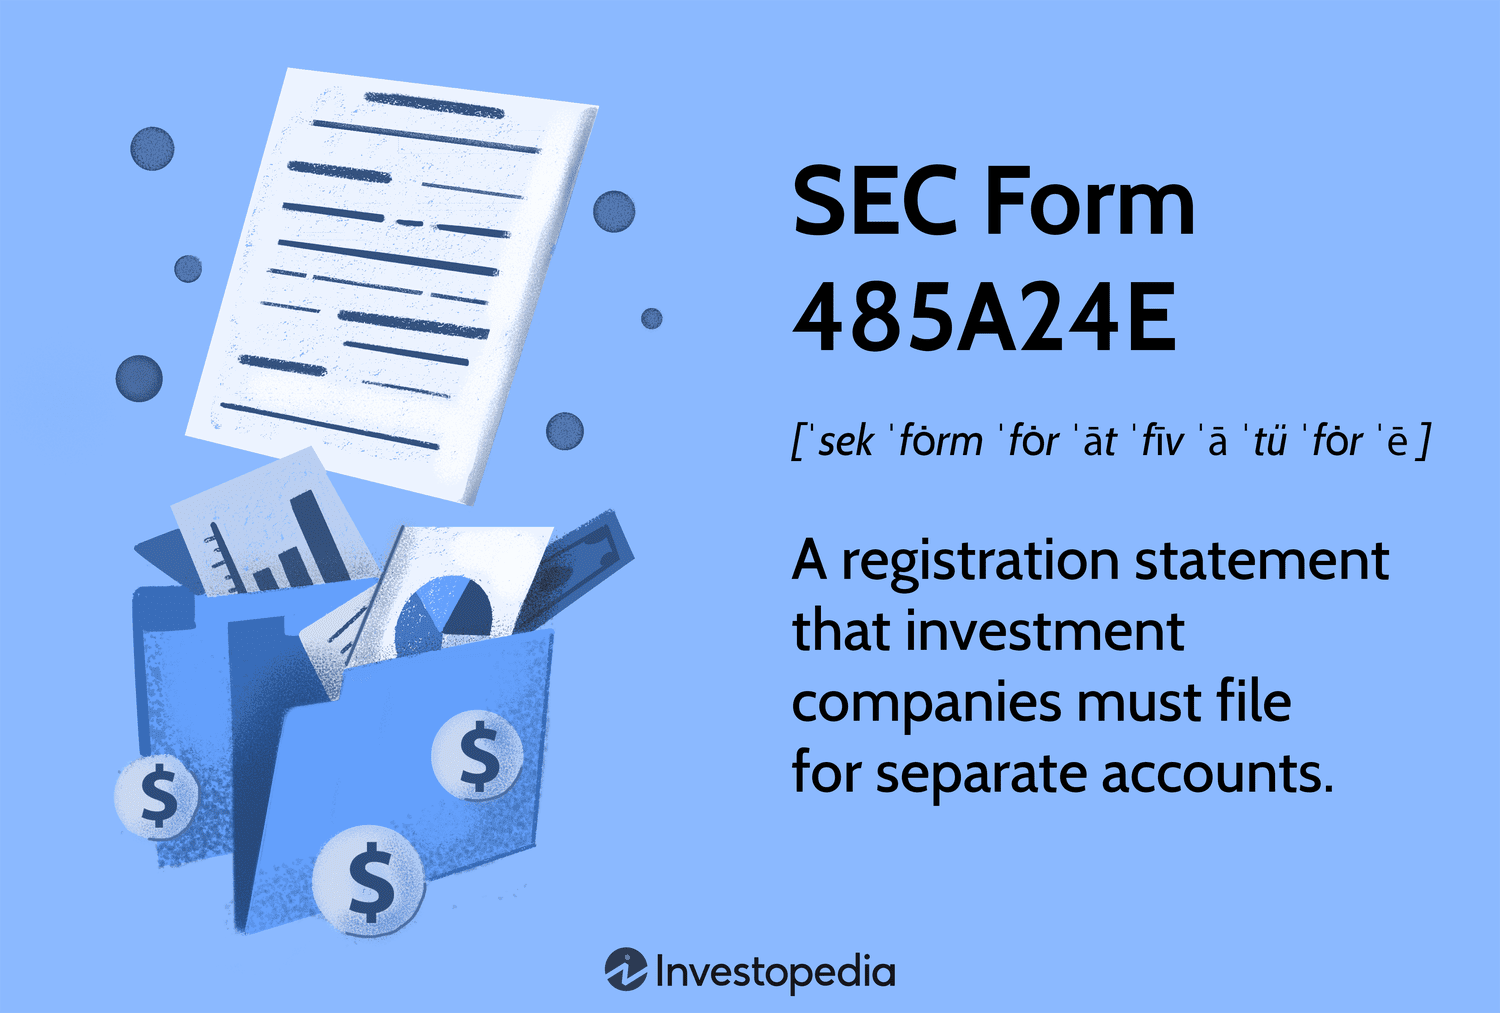 SEC Form
485A24E
[ˈsek ˈfȯrm ˈfȯr ˈāt ˈfīv ˈā ˈtü ˈfȯr ˈē ]
A registration statement
that investment
companies must file
for separate accounts.
$
$
$
Investopedia